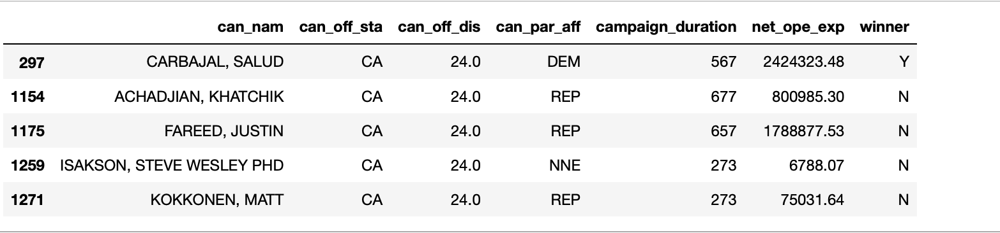 can_nam can_off_sta can_off_dis can_par_aff campaign_duration net_ope_exp winner
297 CARBAJAL, SALUD CA 24.0 DEM 567 2424323.48 Y
1154 ACHADJIAN, KHATCHIK CA 24.0 REP 677 800985.30 N
1175 FAREED, JUSTIN CA 24.0 REP 657 1788877.53 N
1259 ISAKSON, STEVE WESLEY PHD CA 24.0 NNE 273 6788.07 N
1271 KOKKONEN, MATT CA 24.0 REP 273 75031.64 N